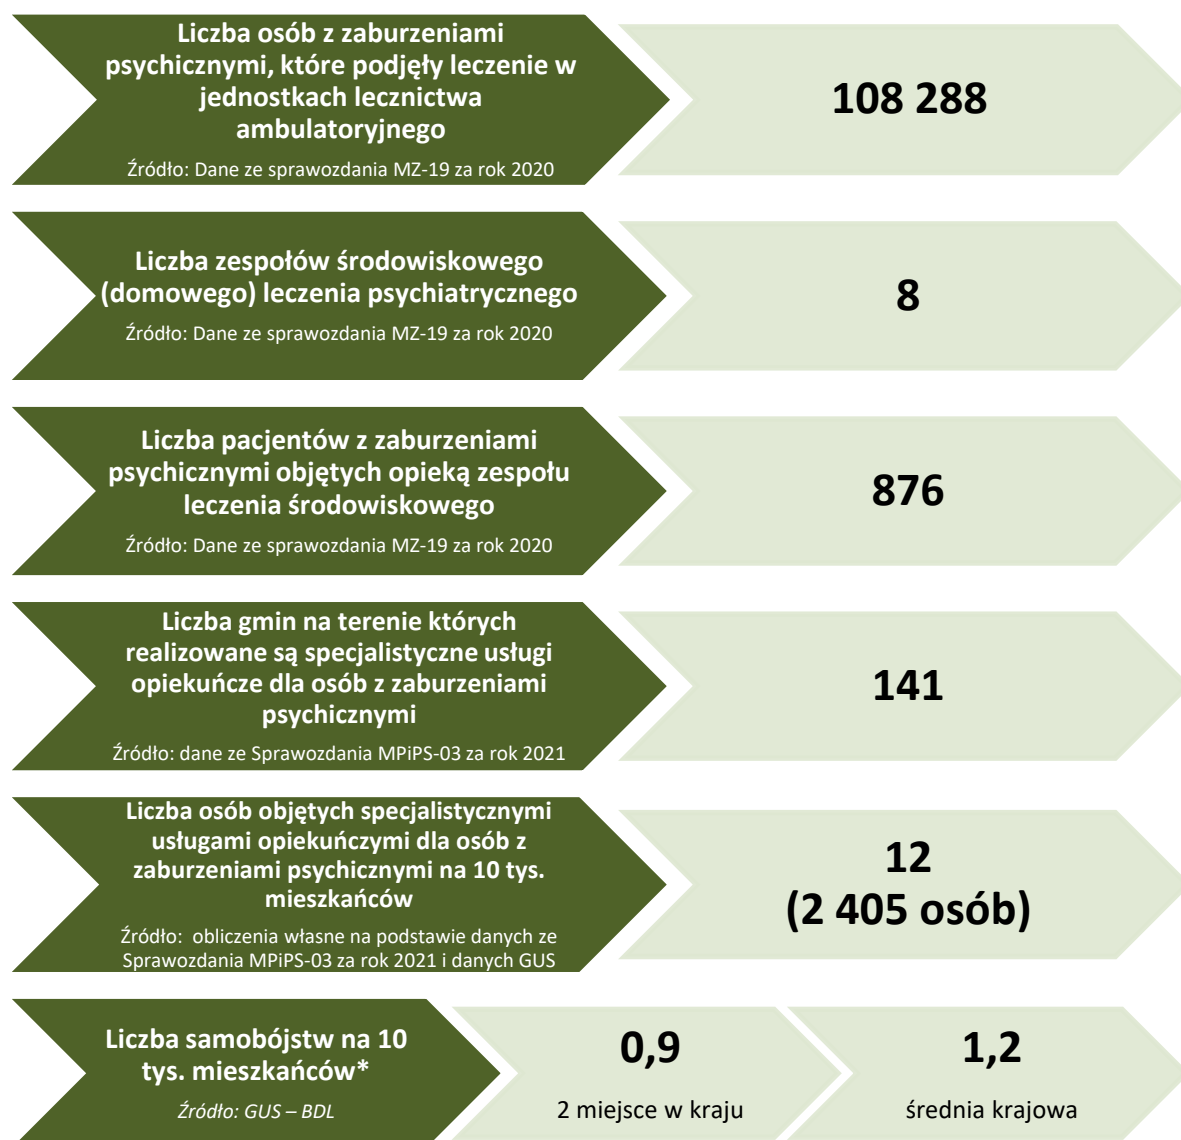 Liczba osób z zaburzeniami
psychicznymi, które podjęły leczenie w
jednostkach lecznictwa
ambulatoryjnego
Źródło: Dane ze sprawozdania MZ-19 za rok 2020
108 288
Liczba zespołów środowiskowego
(domowego) leczenia psychiatrycznego
Źródło: Dane ze sprawozdania MZ-19 za rok 2020
8
Liczba pacjentów z zaburzeniami
psychicznymi objętych opieką zespołu
leczenia środowiskowego
Źródło: Dane ze sprawozdania MZ-19 za rok 2020
876
Liczba gmin na terenie których
realizowane są specjalistyczne usługi
opiekuńcze dla osób z zaburzeniami
psychicznymi
Źródło: dane ze Sprawozdania MPiPS-03 za rok 2021
141
Liczba osób objętych specjalistycznymi
usługami opiekuńczymi dla osób z
zaburzeniami psychicznymi na 10 tys.
mieszkańców
Źródło: obliczenia własne na podstawie danych ze
Sprawozdania MPiPS-03 za rok 2021 i danych GUS
12
(2 405 osób)
Liczba samobójstw na 10
tys. mieszkańców*
Źródło: GUS – BDL
0,9
2 miejsce w kraju
1,2
średnia krajowa